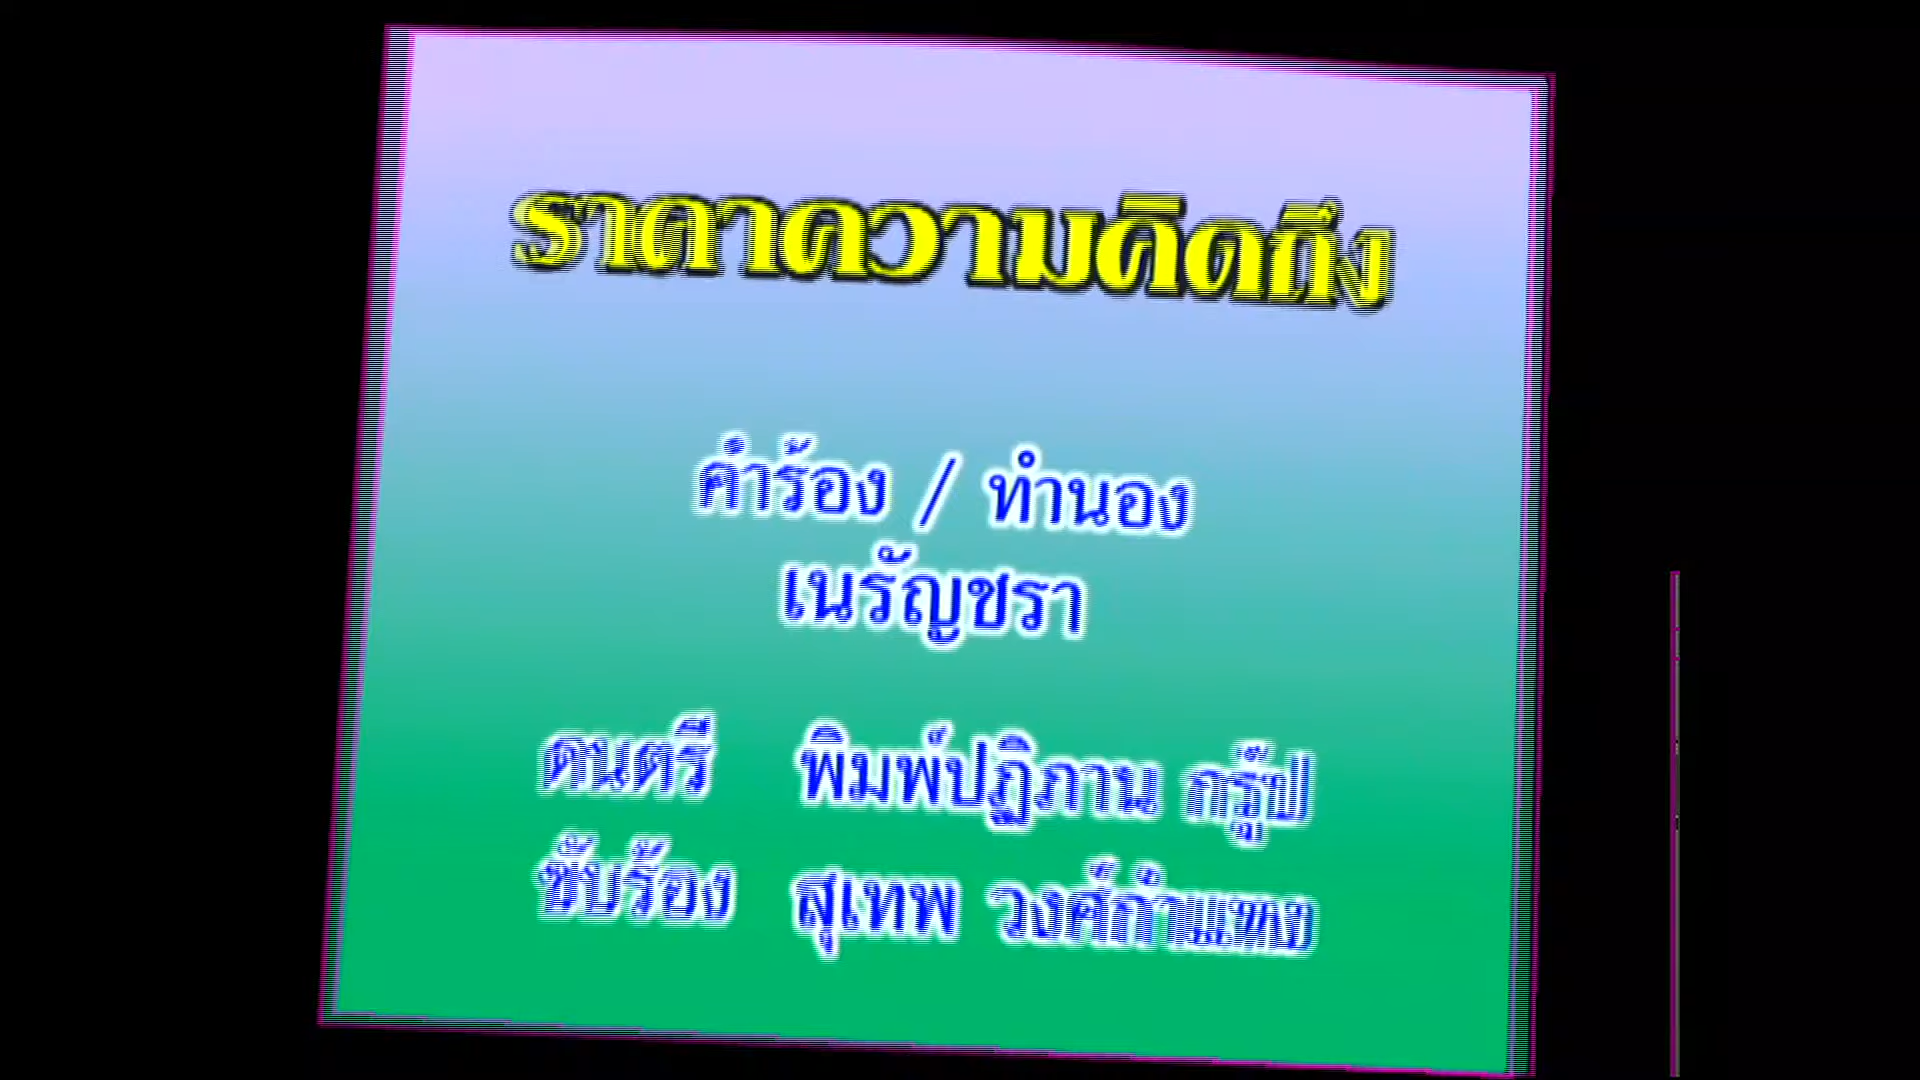 ราคาความคิดถึง
คำร้อง / ทำนอง
เนรัญชรา
ดนตรี พิมพ์ปฏิภาน กรุ๊ป
ขับร้อง สุเทพ วงศ์กำแหง